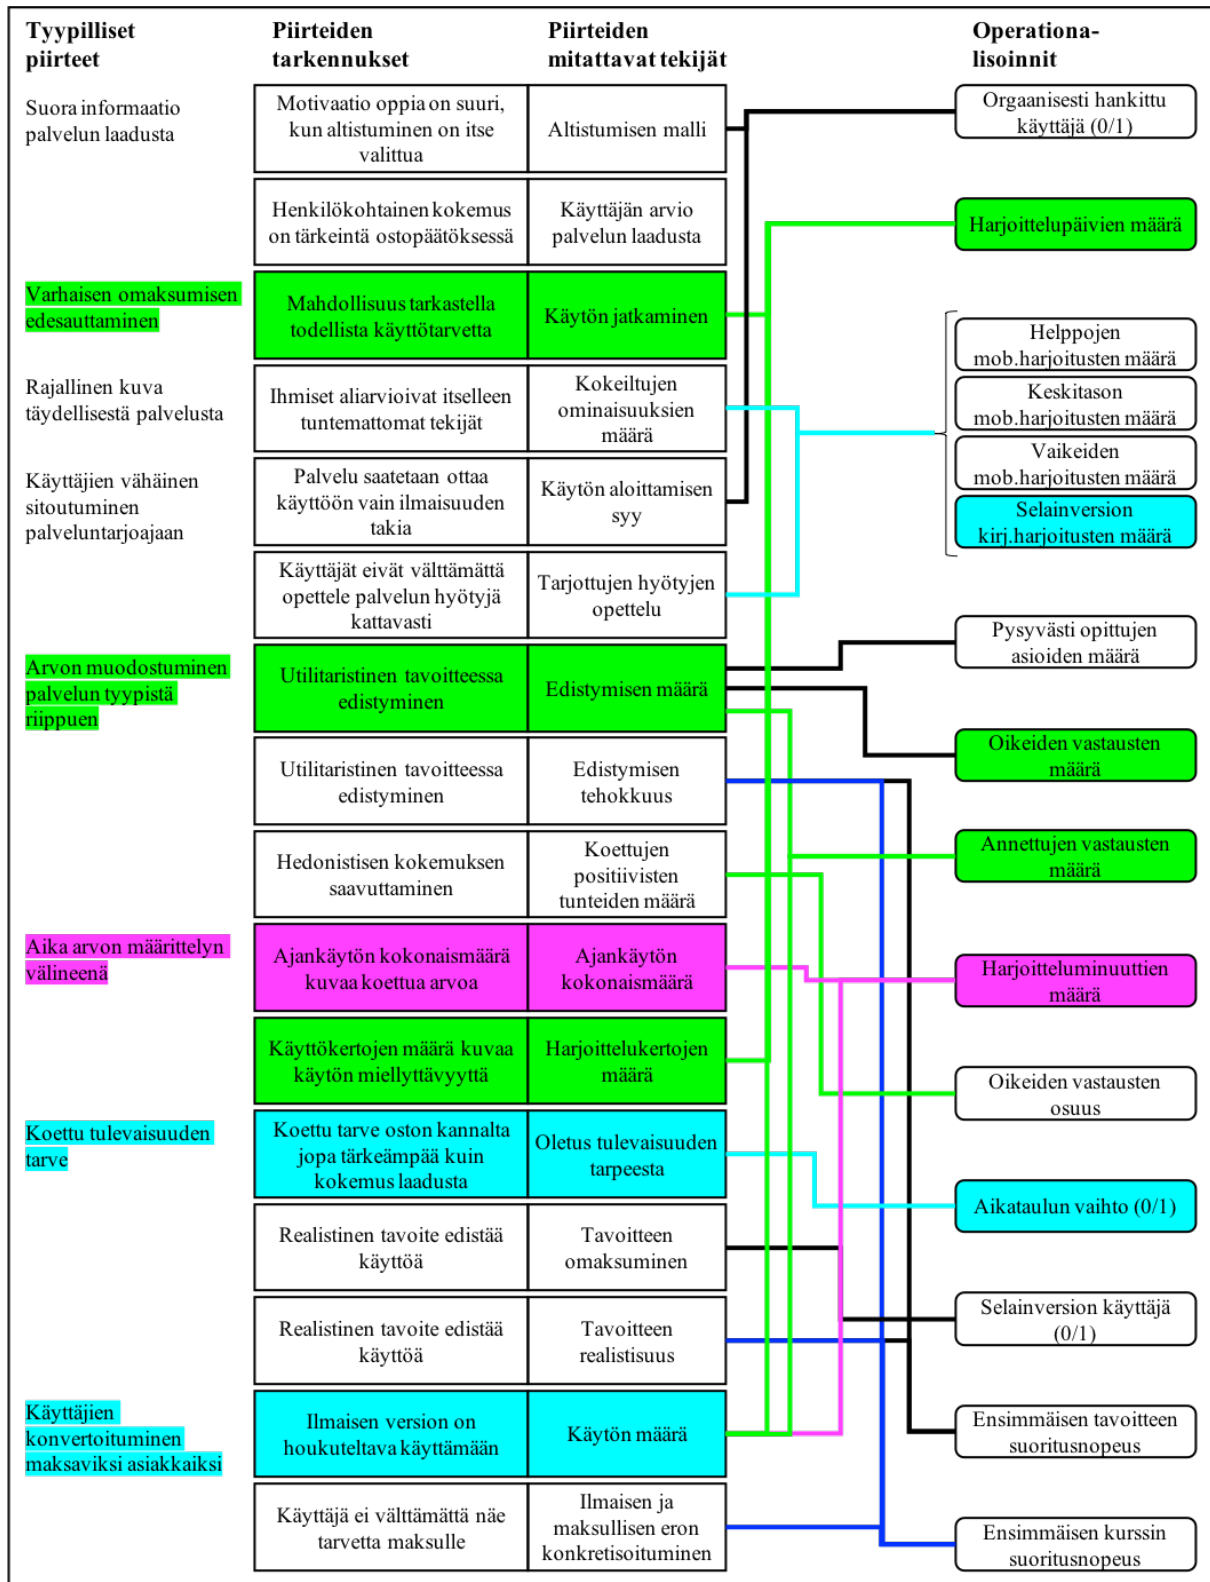 Tyypilliset
piirteet
Piirteiden
tarkennukset
Piirteiden
mitattavat tekijät
Operationa-
lisoinnit
Suora informaatio
palvelun laadusta
Motivaatio oppia on suuri,
kun altistuminen on itse
valittua
Altistumisen malli
Orgaanisesti hankittu
käyttäjä (0/1)
Henkilökohtainen kokemus
on tärkeintä ostopäätöksessä
Käyttäjän arvio
palvelun laadusta
Harjoittelupäivien määrä
Varhaisen omaksumisen
edesauttaminen
Mahdollisuus tarkastella
todellista käyttötarvetta
Käytön jatkaminen
Helppojen
mob.harjoitusten määrä
Rajallinen kuva
täydellisestä palvelusta
Ihmiset aliarvioivat itselleen
tuntemattomat tekijät
Kokeiltujen
ominaisuuksien
määrä
Keskitason
mob.harjoitusten määrä
Vaikeiden
mob.harjoitusten määrä
Käyttäjien vähäinen
sitoutuminen
palveluntarjoajaan
Palvelu saatetaan ottaa
käyttöön vain ilmaisuuden
takia
Käytön aloittamisen
syy
Selainversion
kirj.harjoitusten määrä
Käyttäjät eivät välttämättä
opettele palvelun hyötyjä
kattavasti
Tarjottujen hyötyjen
opettelu
Pysyvästi opittujen
asioiden määrä
Arvon muodostuminen
palvelun tyypistä
riippuen
Utilitaristinen tavoitteessa
edistyminen
Edistymisen määrä
Oikeiden vastausten
määrä
Utilitaristinen tavoitteessa
edistyminen
Edistymisen
tehokkuus
Annettujen vastausten
määrä
Hedonistisen kokemuksen
saavuttaminen
Koettujen
positiivisten
tunteiden määrä
Aika arvon määrittelyn
välineenä
Ajankäytön kokonaismäärä
kuvaa koettua arvoa
Ajankäytön
kokonaismäärä
Harjoitteluminuuttien
määrä
Käyttökertojen määrä kuvaa
käytön miellyttävyyttä
Harjoittelukertojen
määrä
Oikeiden vastausten
osuus
Koettu tulevaisuuden
tarve
Koettu tarve oston kannalta
jopa tärkeämpää kuin
kokemus laadusta
Oletus tulevaisuuden
tarpeesta
Aikataulun vaihto (0/1)
Realistinen tavoite edistää
käyttöä
Tavoitteen
omaksuminen
Selainversion käyttäjä
(0/1)
Realistinen tavoite edistää
käyttöä
Tavoitteen
realistisuus
Käyttäjien
konvertoituminen
maksaviksi asiakkaiksi
Ilmaisen version on
houkuteltava käyttämään
Käytön määrä
Ensimmäisen tavoitteen
suoritusnopeus
Käyttäjä ei välttämättä näe
tarvetta maksulle
Ilmaisen ja
maksullisen eron
konkretisoituminen
Ensimmäisen kurssin
suoritusnopeus